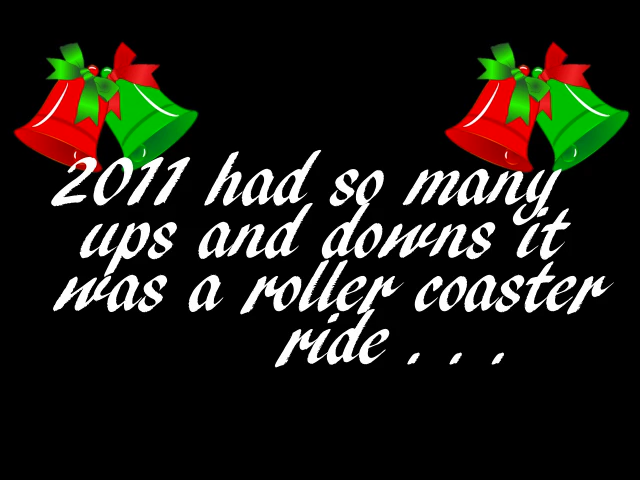 2011 had so many
ups and downs it
was a roller coaster
ride . . .